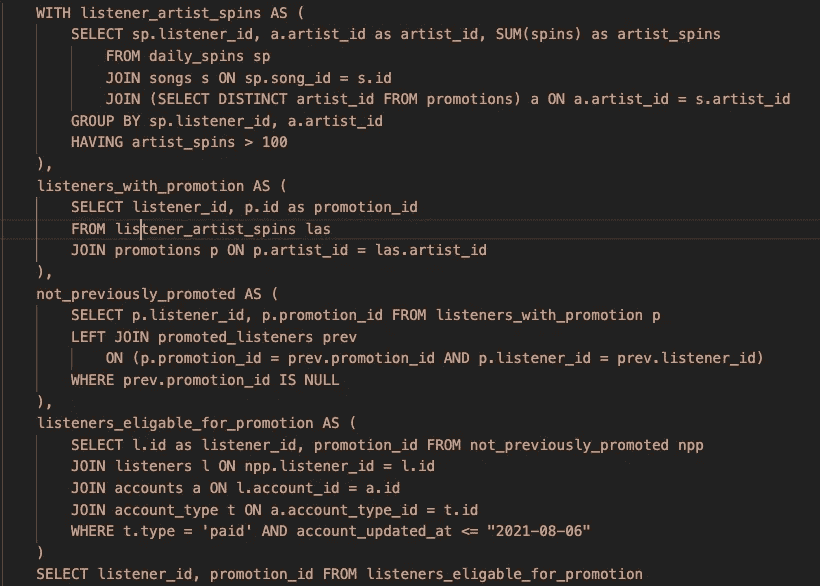 WITH listener_artist_spins AS (
SELECT sp.listener_id, a.artist_id as artist_id, SUM(spins) as artist_spins
FROM daily_spins sp
JOIN songs s ON sp.song_id = s.id
JOIN (SELECT DISTINCT artist_id FROM promotions) a ON a.artist_id = s.artist_id
GROUP BY sp.listener_id, a.artist_id
HAVING artist_spins > 100
),
listeners_with_promotion AS (
SELECT listener_id, p.id as promotion_id
FROM listener_artist_spins las
JOIN promotions p ON p.artist_id = las.artist_id
),
not_previously_promoted AS (
SELECT p.listener_id, p.promotion_id FROM listeners_with_promotion p
LEFT JOIN promoted_listeners prev
ON (p.promotion_id = prev.promotion_id AND p.listener_id = prev.listener_id)
WHERE prev.promotion_id IS NULL
),
listeners_eligable_for_promotion AS (
SELECT l.id as listener_id, promotion_id FROM not_previously_promoted npp
JOIN listeners l ON npp.listener_id = l.id
JOIN accounts a ON l.account_id = a.id
JOIN account_type t ON a.account_type_id = t.id
WHERE t.type = 'paid' AND account_updated_at <= "2021-08-06"
)
SELECT listener_id, promotion_id FROM listeners_eligable_for_promotion